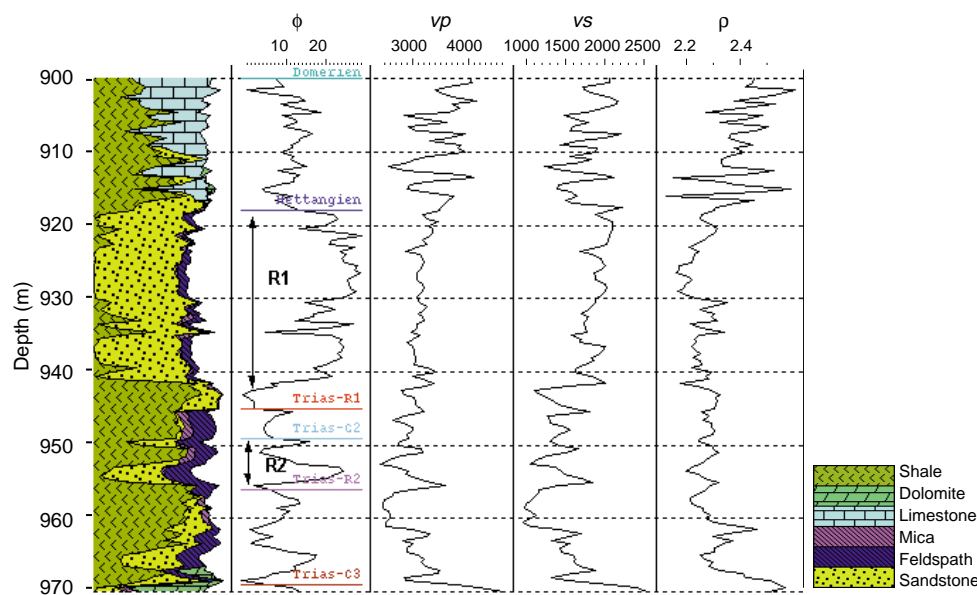 ϕ vp vs ρ
10 20 3000 4000 1000 1500 2000 2500 2.2 2.4
900 Domerien
910
Hettangien
920
R1
930
940
Trias-R1
Trias-C2
950
R2
Trias-R2
960
Trias-C3
970
Depth (m)
Shale
Dolomite
Limestone
Mica
Feldspath
Sandstone